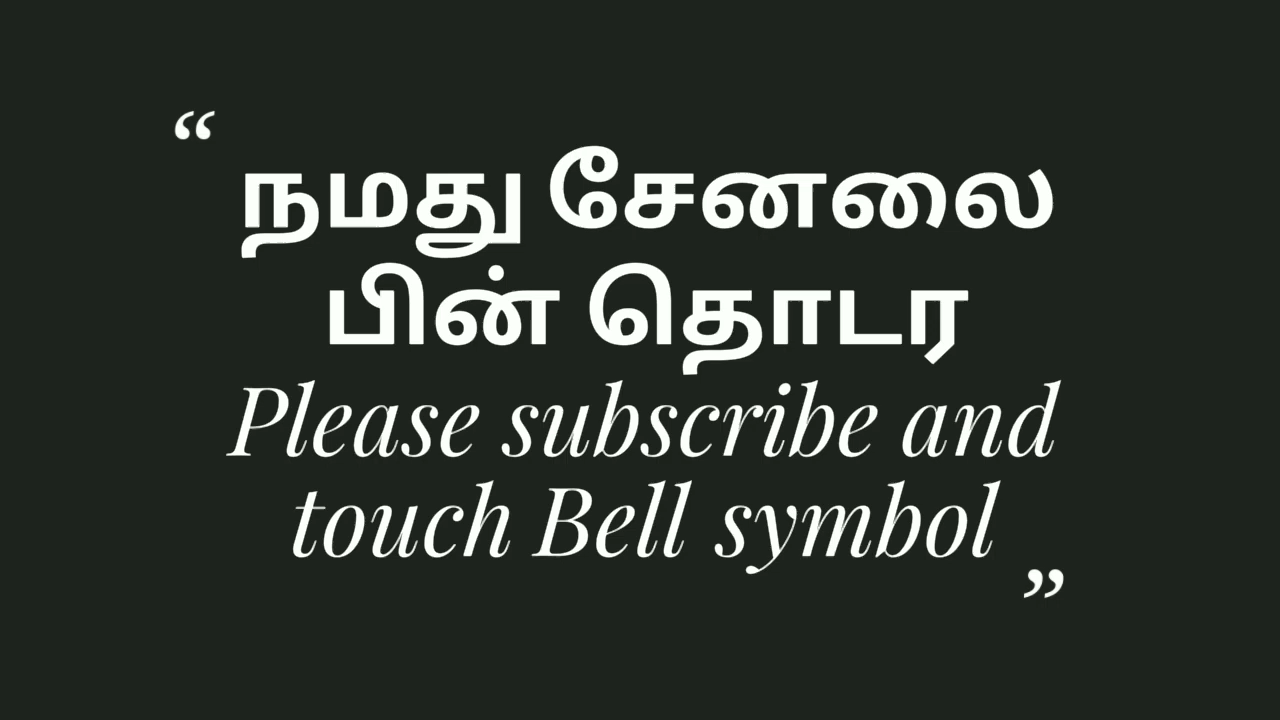 “
நமது சேனலை
பின் தொடர
Please subscribe and
touch Bell symbol
”